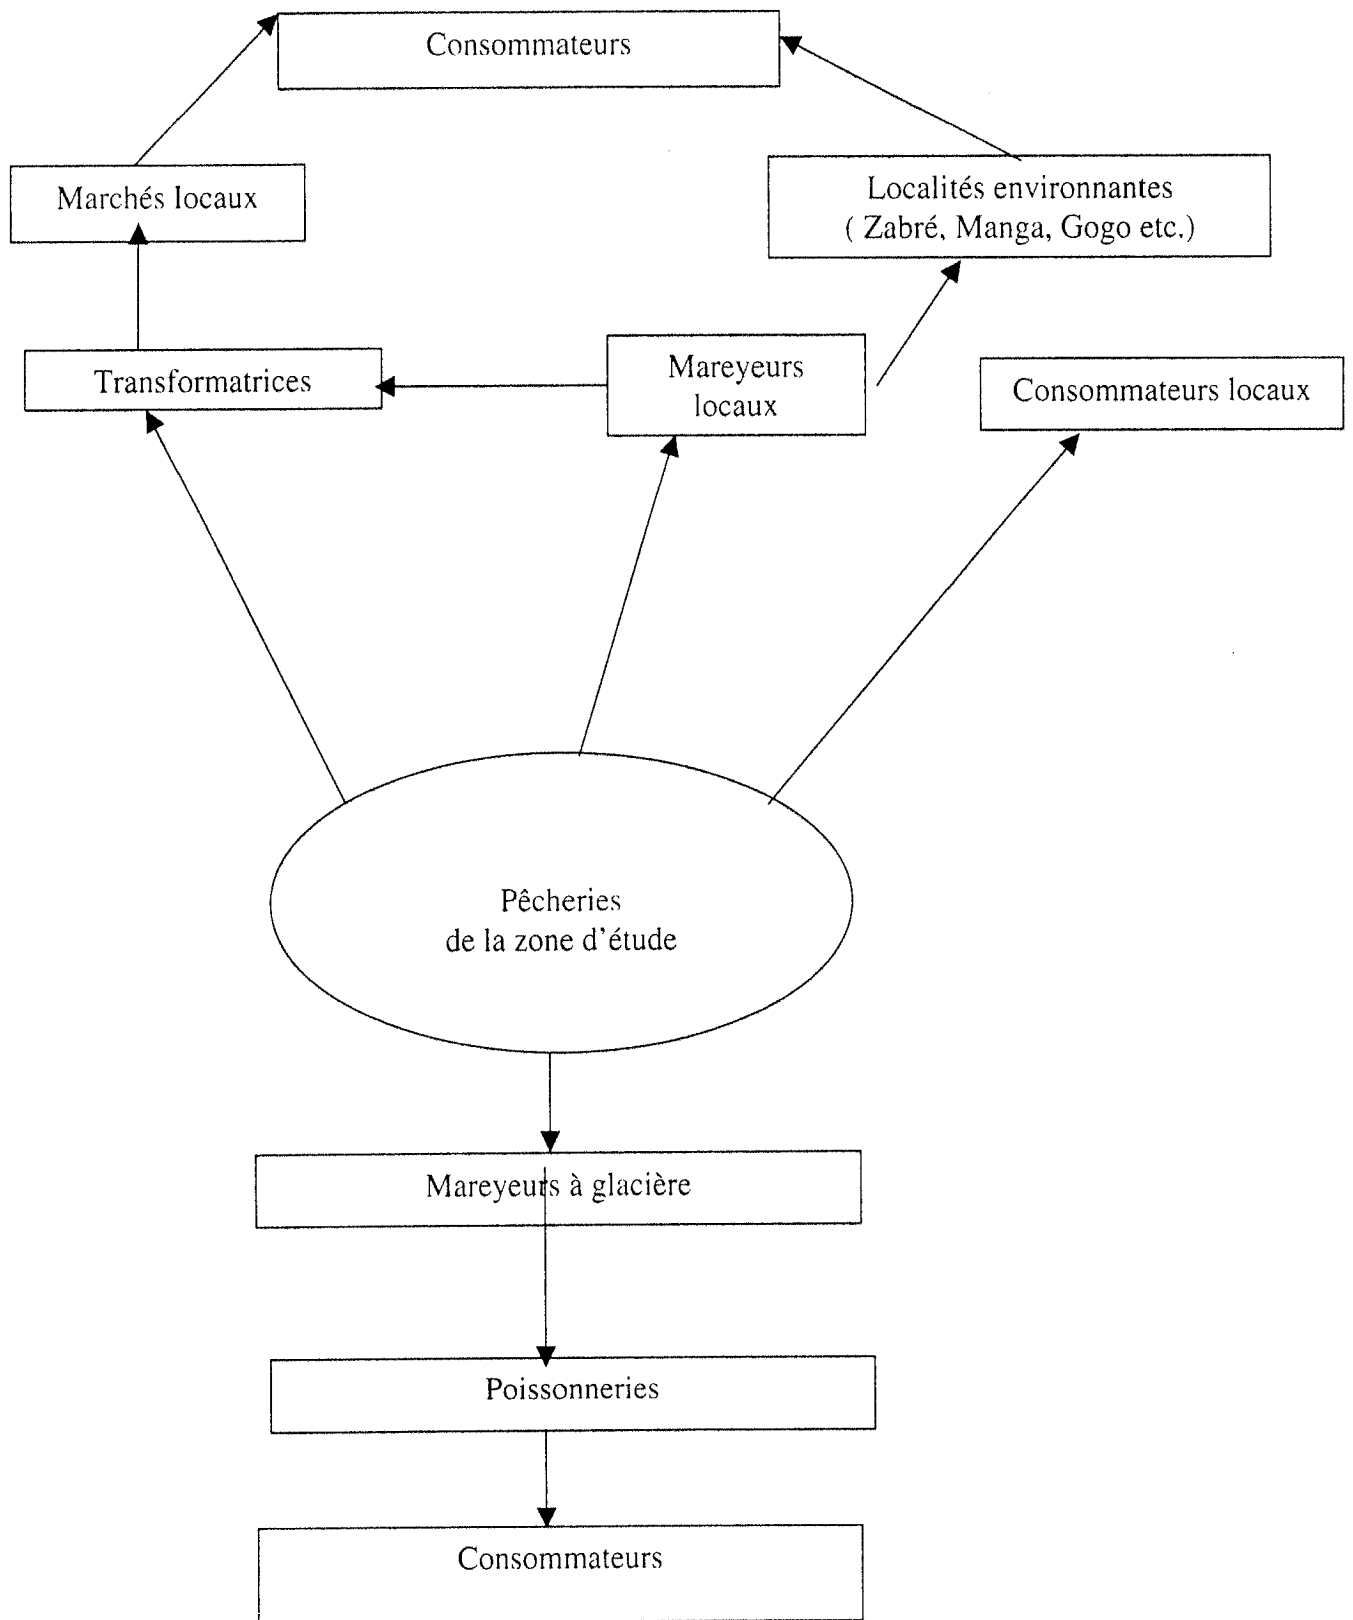 Consommateurs
Marchés locaux
Localités environnantes
( Zabré, Manga, Gogo etc.)
Transformatrices
Mareyeurs
locaux
Consommateurs locaux
Pêcheries
de la zone d'étude
Mareyeurs à glacière
Poissonneries
Consommateurs